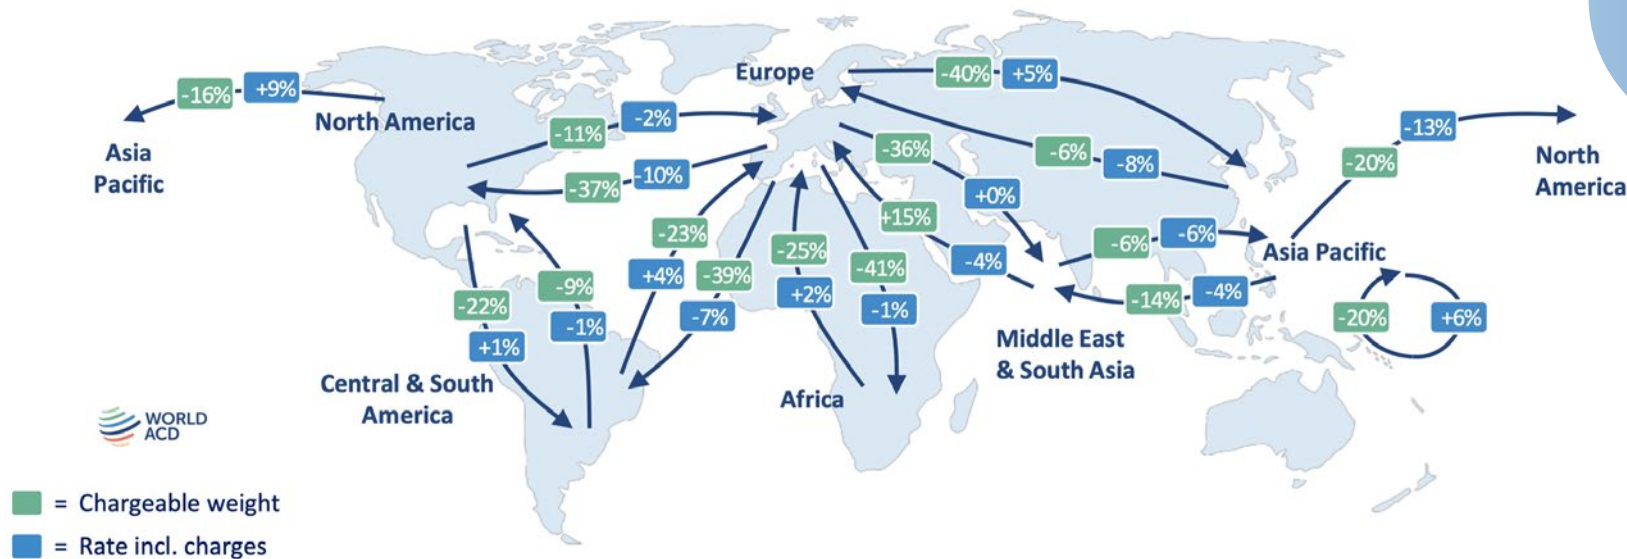 Europe
-40%
+5%
-16%
+9%
North America
Asia
Pacific
-11%
-2%
-37%
-10%
-36%
+0%
-6%
-8%
-13%
-20%
North
America
+15%
-4%
-6%
-6%
Asia Pacific
-14%
-4%
-20%
+6%
-23%
+4%
-39%
-7%
-25%
+2%
-41%
-1%
-22%
+1%
-9%
-1%
Middle East
& South Asia
Central & South
America
Africa
WORLD
ACD
= Chargeable weight
= Rate incl. charges